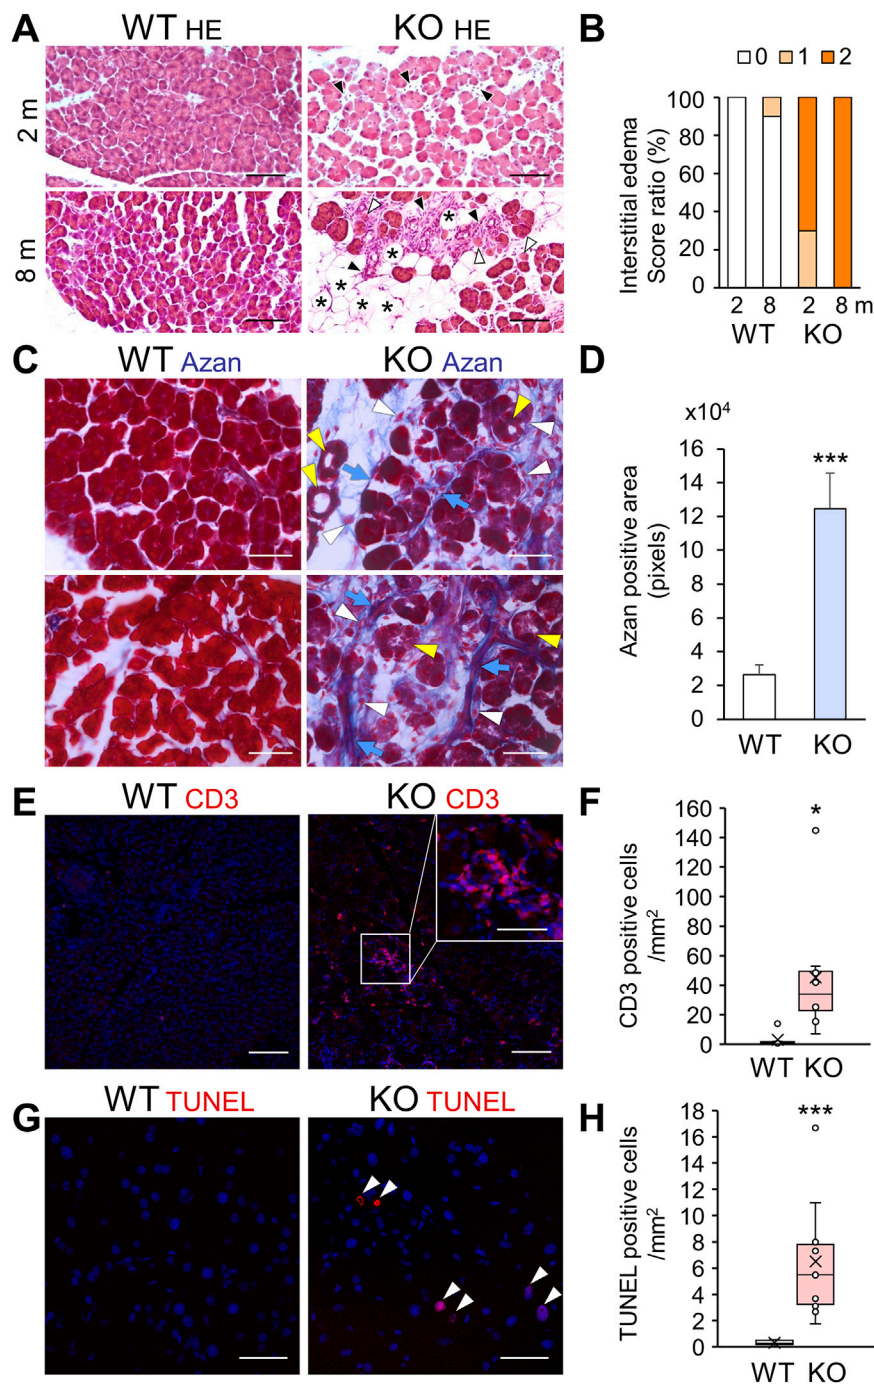 A
WT HE
KO HE
2 m
8 m
* * * * * *
B
0 1 2
Interstitial edema
Score ratio (%)
100
80
60
40
20
0
2 8 2 8 m
WT KO
C
WT Azan
KO Azan
D
x10⁴
Azan positive area
(pixels)
16
14
12
10
8
6
4
2
0
***
WT KO
E
WT CD3
KO CD3
F
CD3 positive cells
/mm²
160
140
120
100
80
60
40
20
0
*
WT KO
G
WT TUNEL
KO TUNEL
H
TUNEL positive cells
/mm²
18
16
14
12
10
8
6
4
2
0
***
WT KO